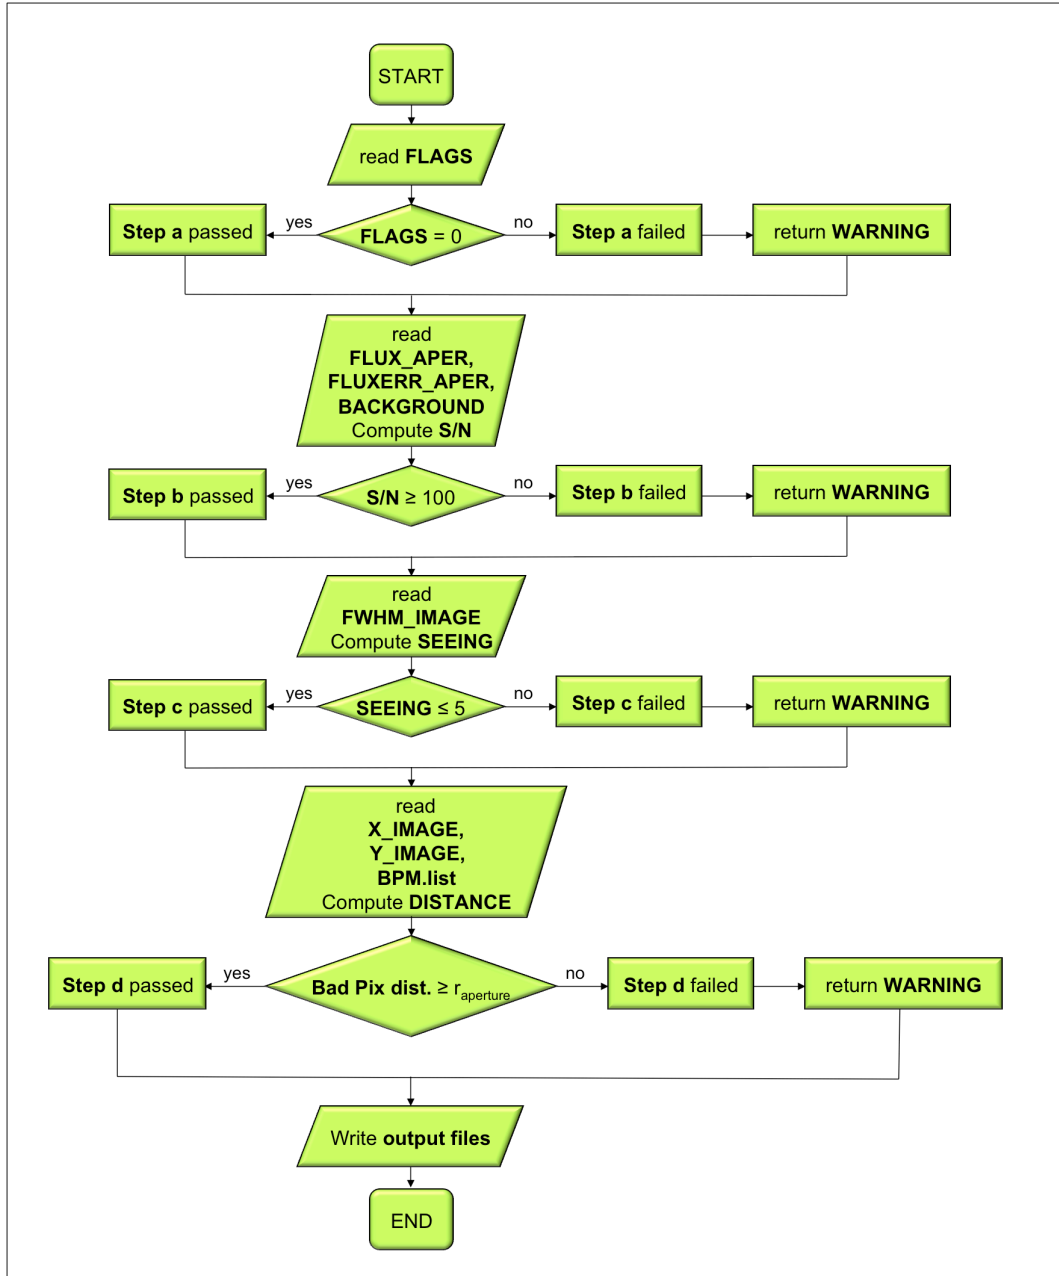 START
read FLAGS
Step a passed
yes
FLAGS = 0
no
Step a failed
return WARNING
read
FLUX_APER,
FLUXERR_APER,
BACKGROUND
Compute S/N
Step b passed
yes
S/N ≥ 100
no
Step b failed
return WARNING
read
FWHM_IMAGE
Compute SEEING
Step c passed
yes
SEEING ≤ 5
no
Step c failed
return WARNING
read
X_IMAGE,
Y_IMAGE,
BPM.list
Compute DISTANCE
Step d passed
yes
Bad Pix dist. ≥ raperture
no
Step d failed
return WARNING
Write output files
END